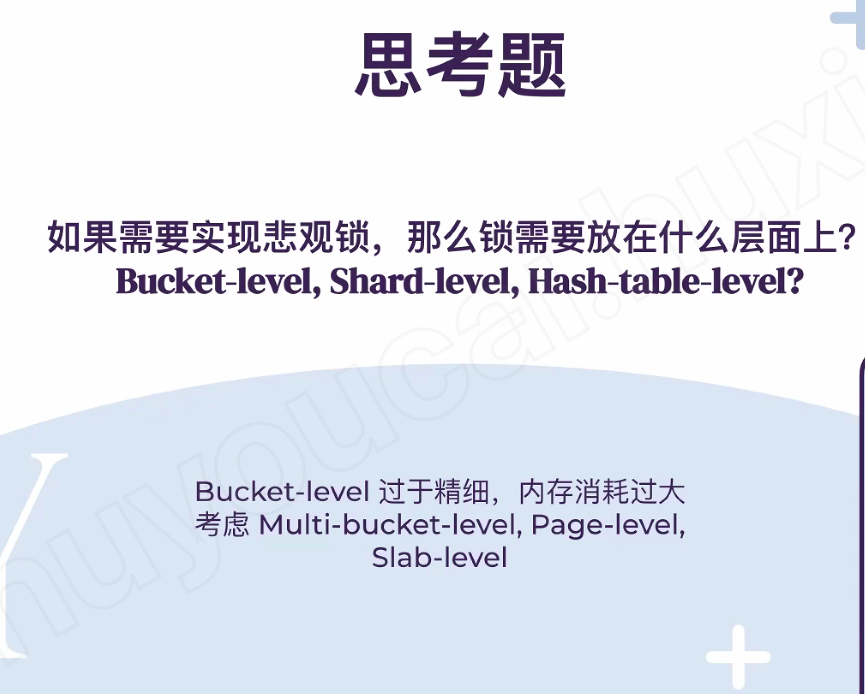 思考题
如果需要实现悲观锁，那么锁需要放在什么层面上？
Bucket-level, Shard-level, Hash-table-level?
Bucket-level 过于精细，内存消耗过大
考虑 Multi-bucket-level, Page-level,
Slab-level